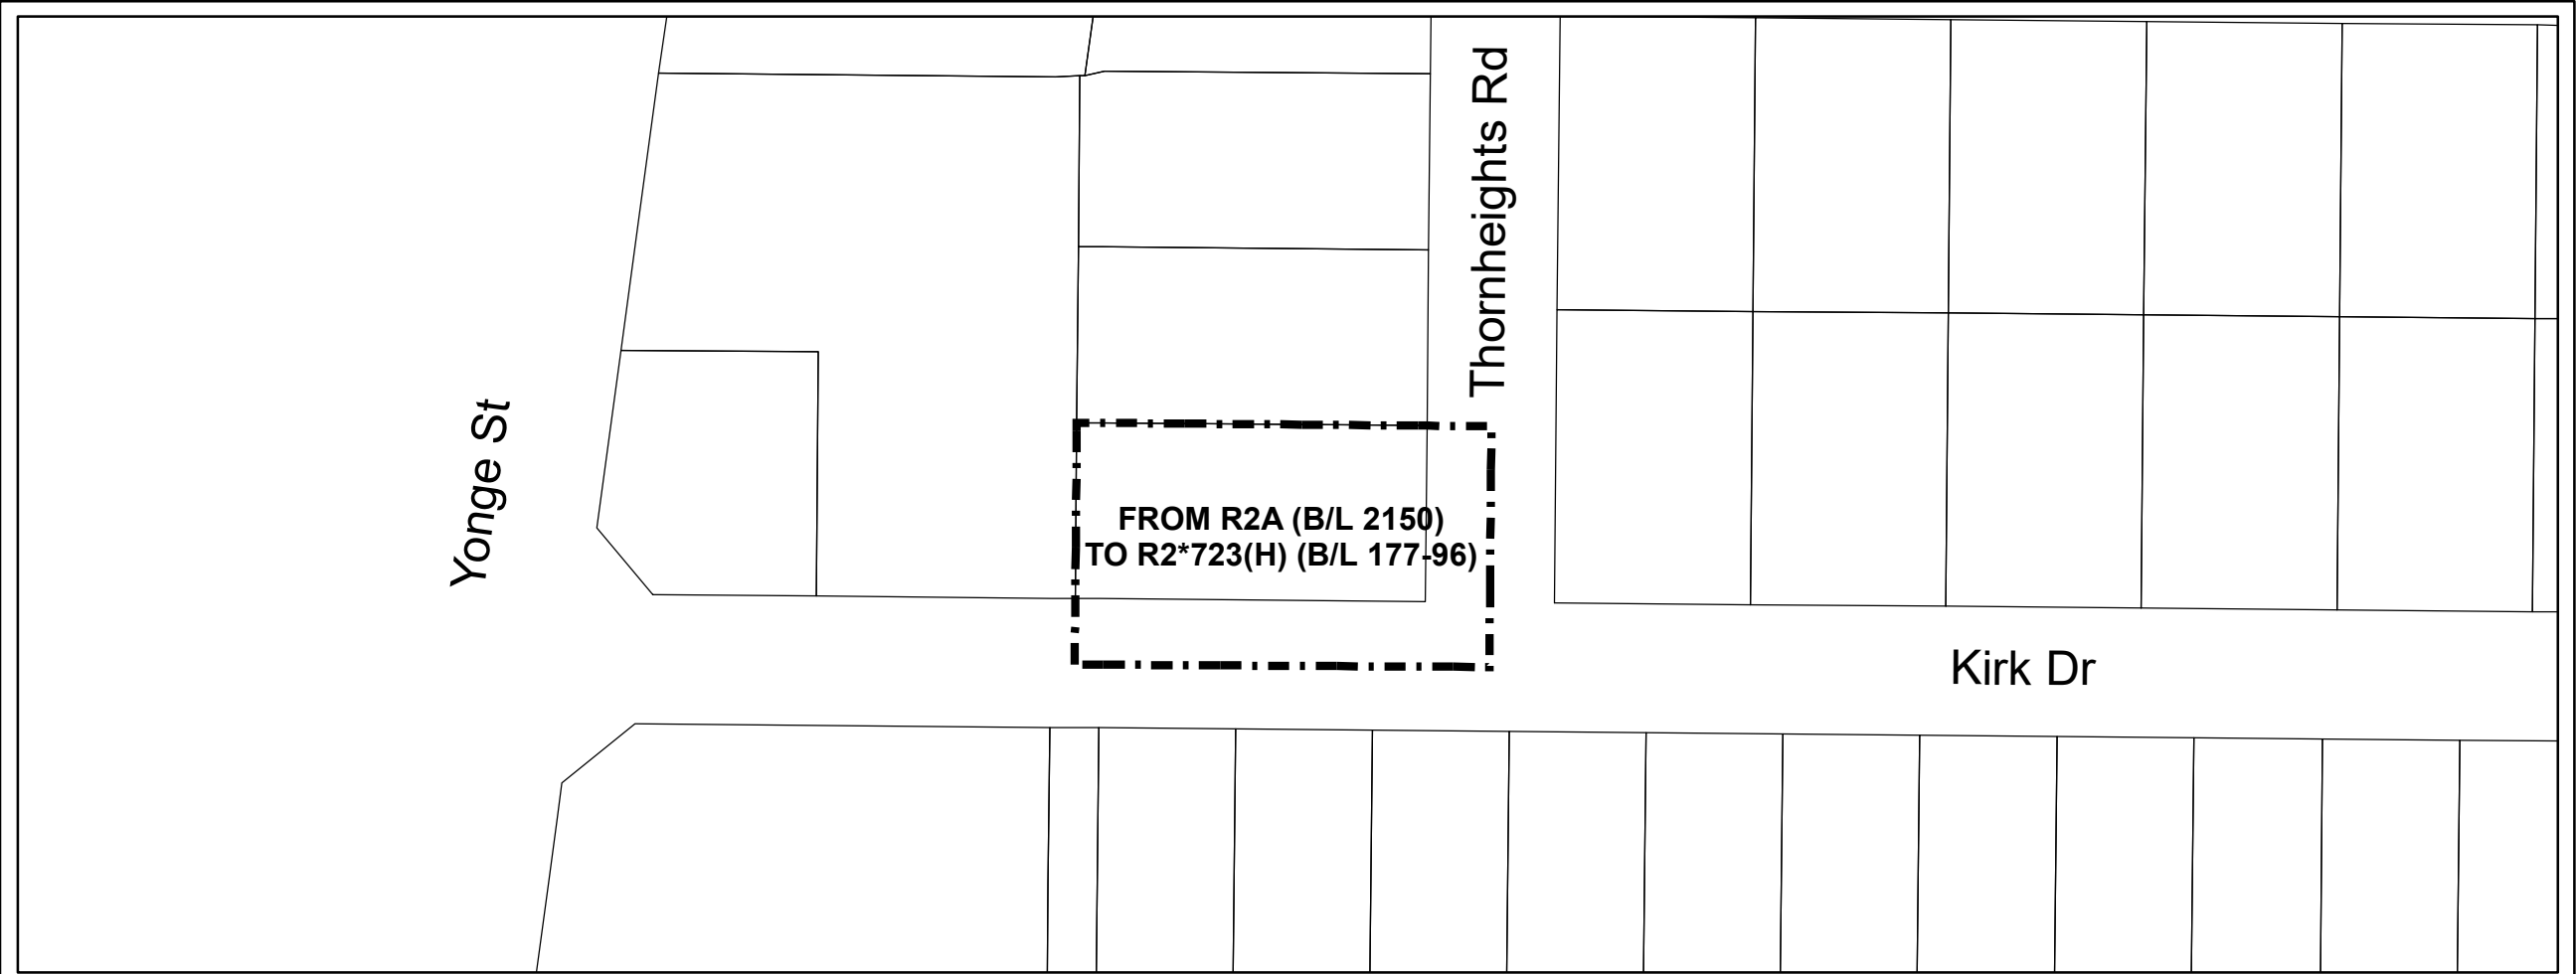 Thornheights Rd
Yonge St
FROM R2A (B/L 2150)
TO R2*723(H) (B/L 177-96)
Kirk Dr